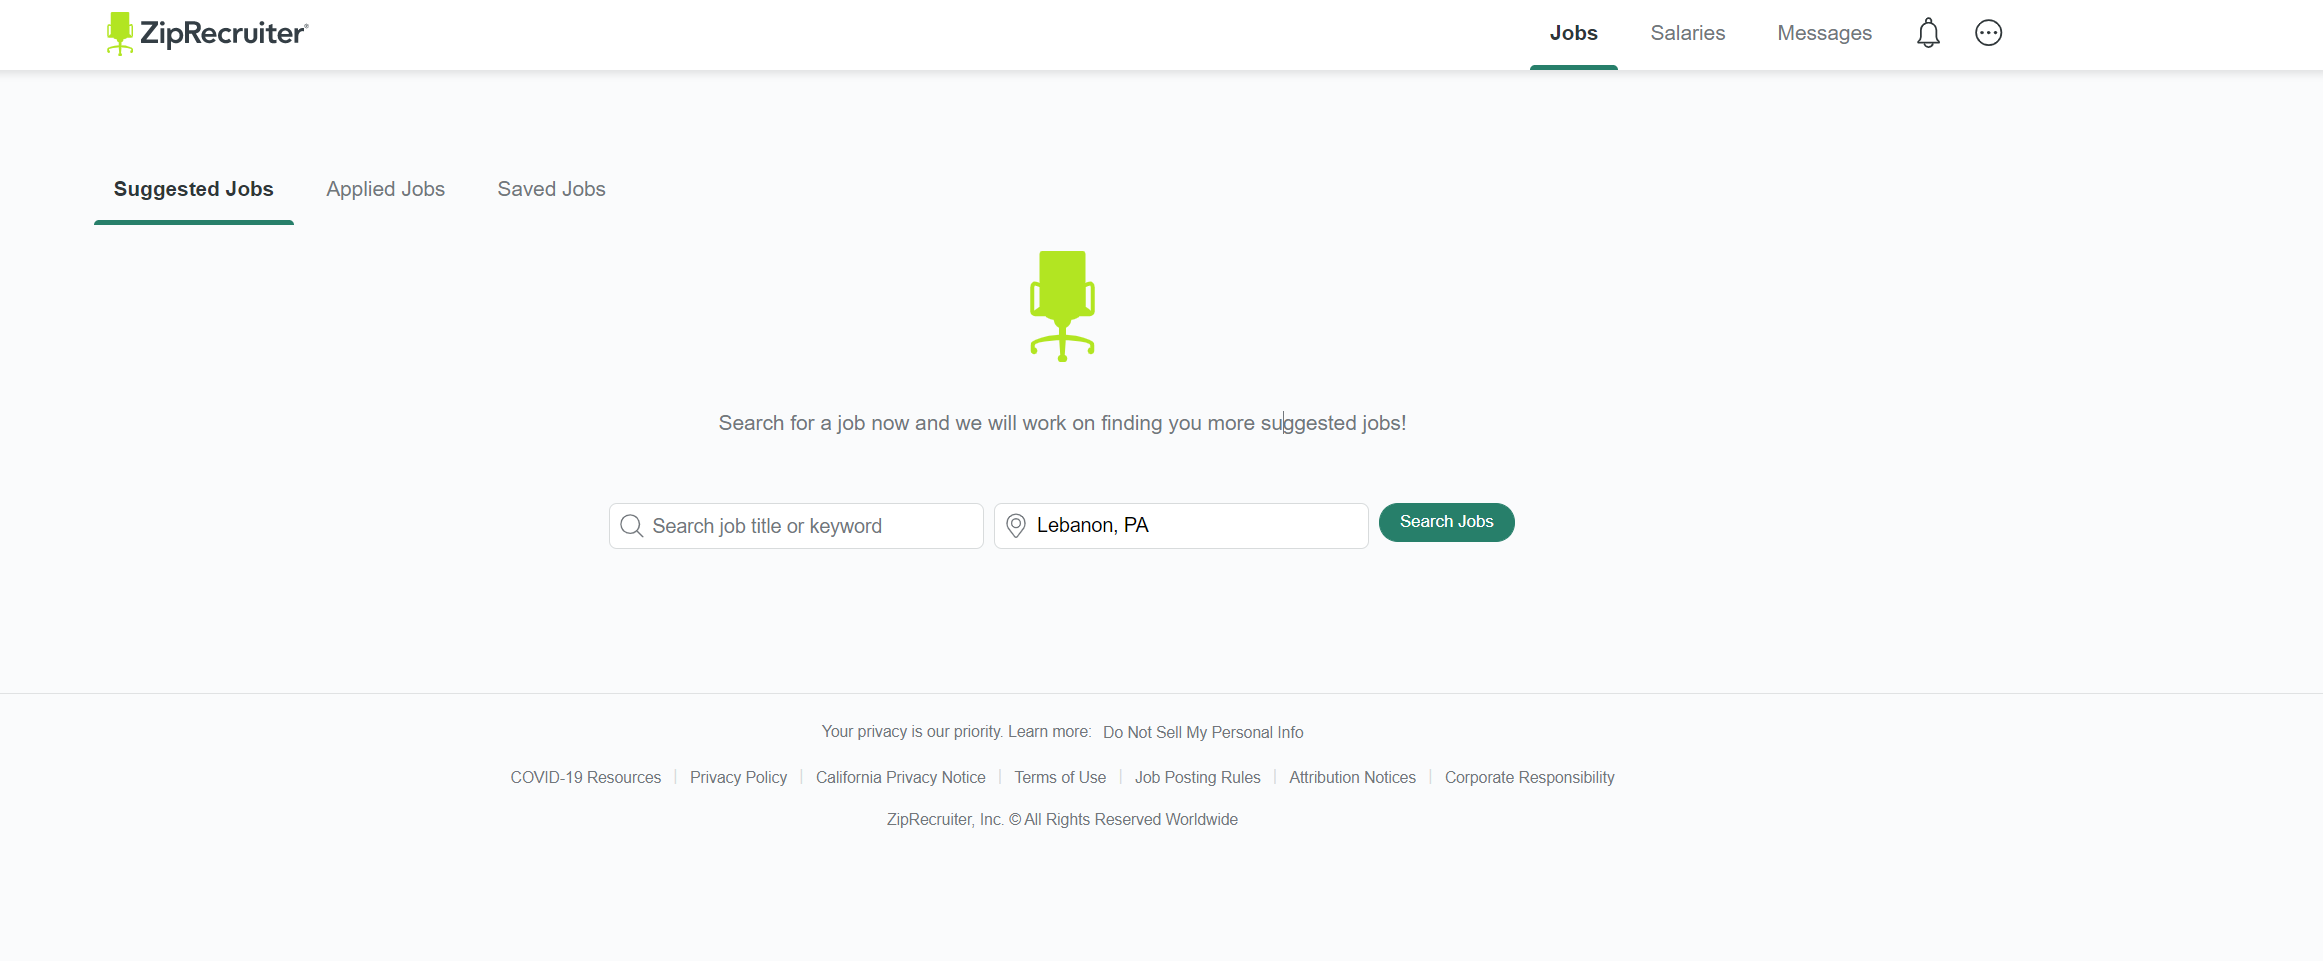 ZipRecruiter®
Jobs Salaries Messages
Suggested Jobs Applied Jobs Saved Jobs
Search for a job now and we will work on finding you more suggested jobs!
Search job title or keyword Lebanon, PA Search Jobs
Your privacy is our priority. Learn more: Do Not Sell My Personal Info
COVID-19 Resources | Privacy Policy | California Privacy Notice | Terms of Use | Job Posting Rules | Attribution Notices | Corporate Responsibility
ZipRecruiter, Inc. © All Rights Reserved Worldwide